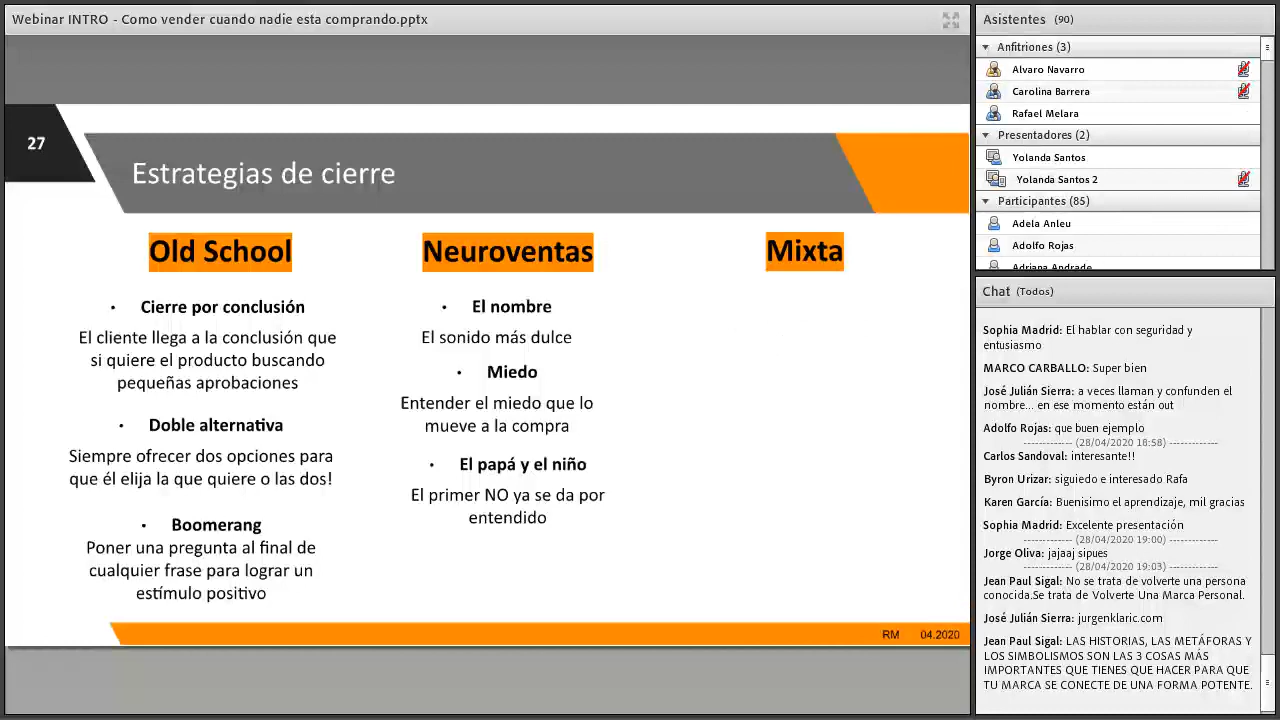 Webinar INTRO - Como vender cuando nadie esta comprando.pptx
27
Estrategias de cierre
Old School
• Cierre por conclusión
El cliente llega a la conclusión que
si quiere el producto buscando
pequeñas aprobaciones
• Doble alternativa
Siempre ofrecer dos opciones para
que él elija la que quiere o las dos!
• Boomerang
Poner una pregunta al final de
cualquier frase para lograr un
estímulo positivo
Neuroventas
• El nombre
El sonido más dulce
• Miedo
Entender el miedo que lo
mueve a la compra
• El papá y el niño
El primer NO ya se da por
entendido
Mixta
RM 04.2020
Asistentes (90)
Anfitriones (3)
Alvaro Navarro
Carolina Barrera
Rafael Melara
Presentadores (2)
Yolanda Santos
Yolanda Santos 2
Participantes (85)
Adela Anleu
Adolfo Rojas
Adriana Andrade
Chat (Todos)
Sophia Madrid: El hablar con seguridad y
entusiasmo
MARCO CARBALLO: Super bien
José Julián Sierra: a veces llaman y confunden el
nombre... en ese momento están out
Adolfo Rojas: que buen ejemplo
------------- (28/04/2020 18:58) -------------
Carlos Sandoval: interesante!!
Byron Urizar: siguiedo e interesado Rafa
Karen García: Buenisimo el aprendizaje, mil gracias
Sophia Madrid: Excelente presentación
------------- (28/04/2020 19:00) -------------
Jorge Oliva: jajaaj sipues
------------- (28/04/2020 19:03) -------------
Jean Paul Sigal: No se trata de volverte una persona
conocida.Se trata de Volverte Una Marca Personal.
José Julián Sierra: jurgenklaric.com
Jean Paul Sigal: LAS HISTORIAS, LAS METÁFORAS Y
LOS SIMBOLISMOS SON LAS 3 COSAS MÁS
IMPORTANTES QUE TIENES QUE HACER PARA QUE
TU MARCA SE CONECTE DE UNA FORMA POTENTE.